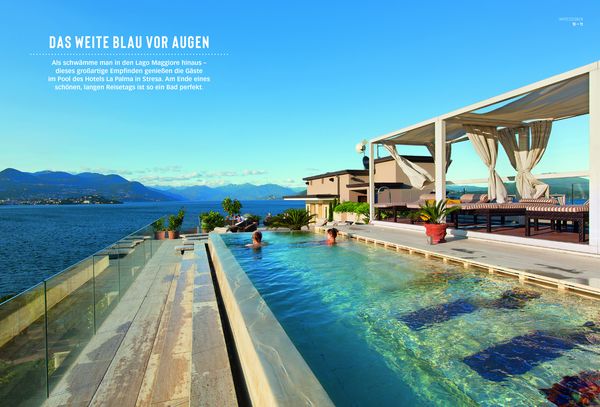 DAS WEITE BLAU VOR AUGEN
Als schwämme man in den Lago Maggiore hinaus –
dieses großartige Empfinden genießen die Gäste
im Pool des Hotels La Palma in Stresa. Am Ende eines
schönen, langen Reisetags ist so ein Bad perfekt.